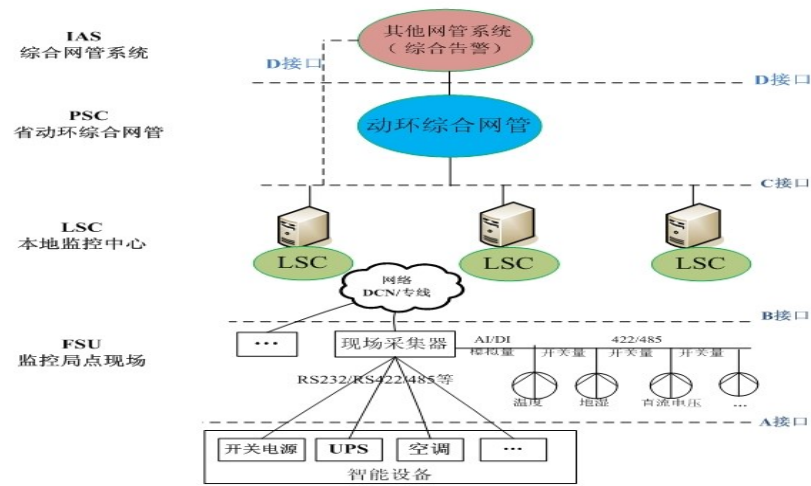 IAS
综合网管系统
其他网管系统
（综合告警）
D接口
D接口
PSC
省动环综合网管
动环综合网管
C接口
LSC
本地监控中心
LSC
LSC
LSC
网络
DCN/专线
B接口
FSU
监控局点现场
...
现场采集器
AI/DI
模拟量
422/485
开关量
开关量
开关量
RS232/RS422/485等
温度
地湿
直流电压
...
A接口
开关电源
UPS
空调
...
智能设备